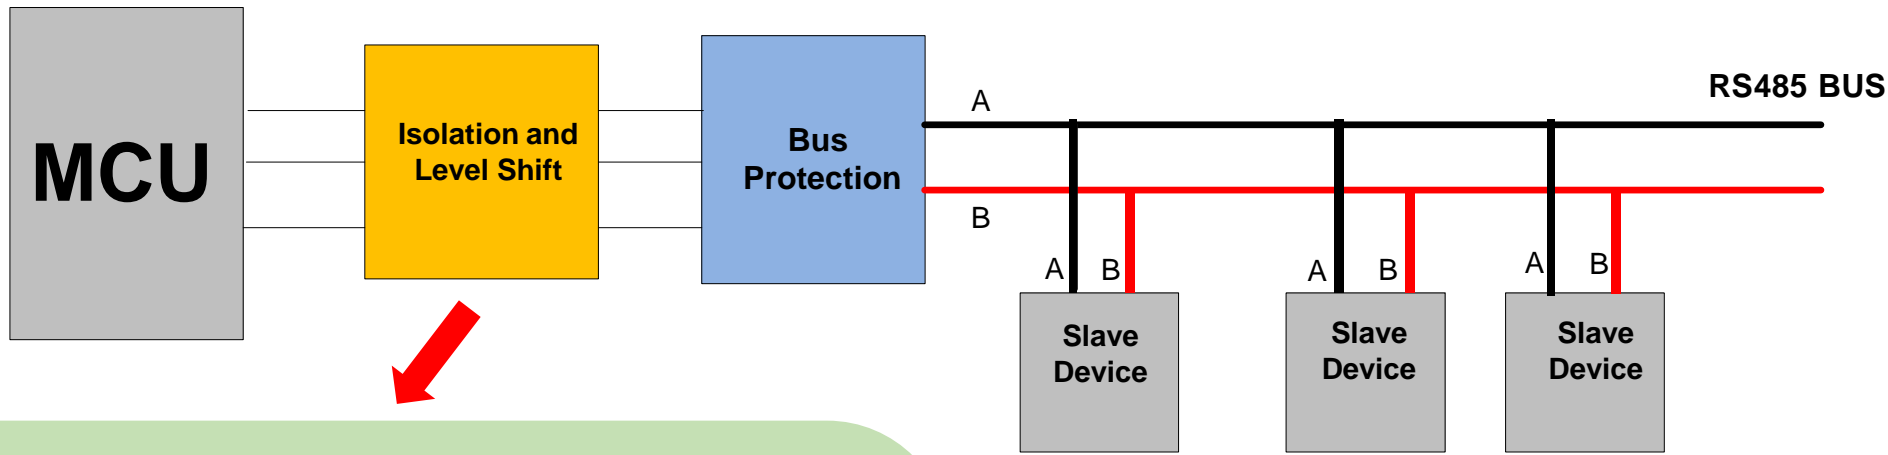 MCU
Isolation and
Level Shift
Bus
Protection
A
B
RS485 BUS
A
B
A
B
A
B
Slave
Device
Slave
Device
Slave
Device